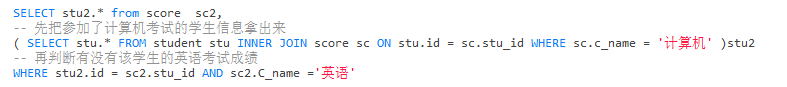 SELECT stu2.* from score  sc2,
-- 先把参加了计算机考试的学生信息拿出来
( SELECT stu.* FROM student stu INNER JOIN score sc ON stu.id = sc.stu_id WHERE sc.c_name = '计算机' )stu2
-- 再判断有没有该学生的英语考试成绩
WHERE stu2.id = sc2.stu_id AND sc2.C_name ='英语'